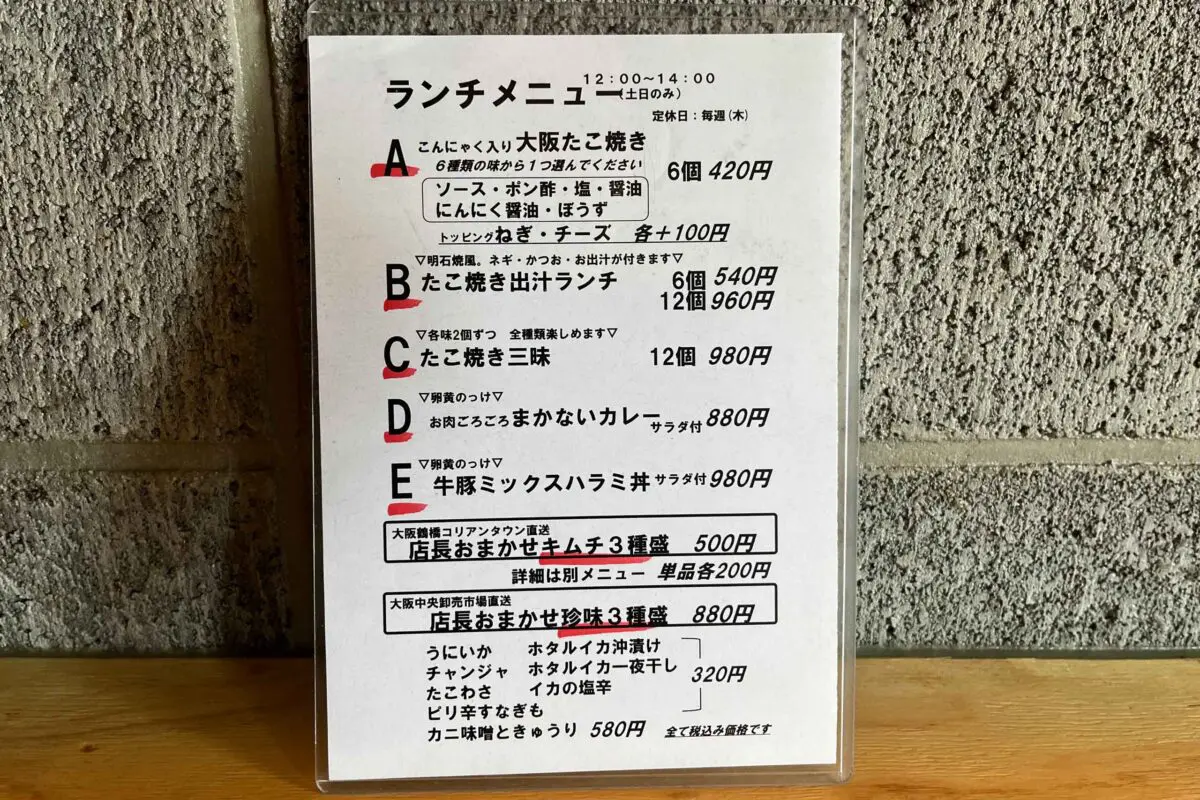 ランチメニュー 12:00~14:00
(土日のみ)
定休日:毎週(木)
A こんにゃく入り 大阪たこ焼き
6種類の味から1つ選んでください 6個 420円
ソース・ポン酢・塩・醤油
にんにく醤油・ぼうず
トッピング ねぎ・チーズ 各+100円
▽明石焼風。ネギ・かつお・お出汁が付きます▽
B たこ焼き出汁ランチ 6個 540円
12個 960円
▽各味2個ずつ 全種類楽しめます▽
C たこ焼き三昧 12個 980円
▽卵黄のっけ▽
D お肉ごろごろ まかないカレー サラダ付 880円
▽卵黄のっけ▽
E 牛豚ミックスハラミ丼 サラダ付 980円
大阪鶴橋コリアンタウン直送
店長おまかせキムチ3種盛 500円
詳細は別メニュー 単品各200円
大阪中央卸売市場直送
店長おまかせ珍味3種盛 880円
うにいか ホタルイカ沖漬け
チャンジャ ホタルイカ一夜干し 320円
たこわさ イカの塩辛
ピリ辛すなぎも
カニ味噌ときゅうり 580円 全て税込み価格です